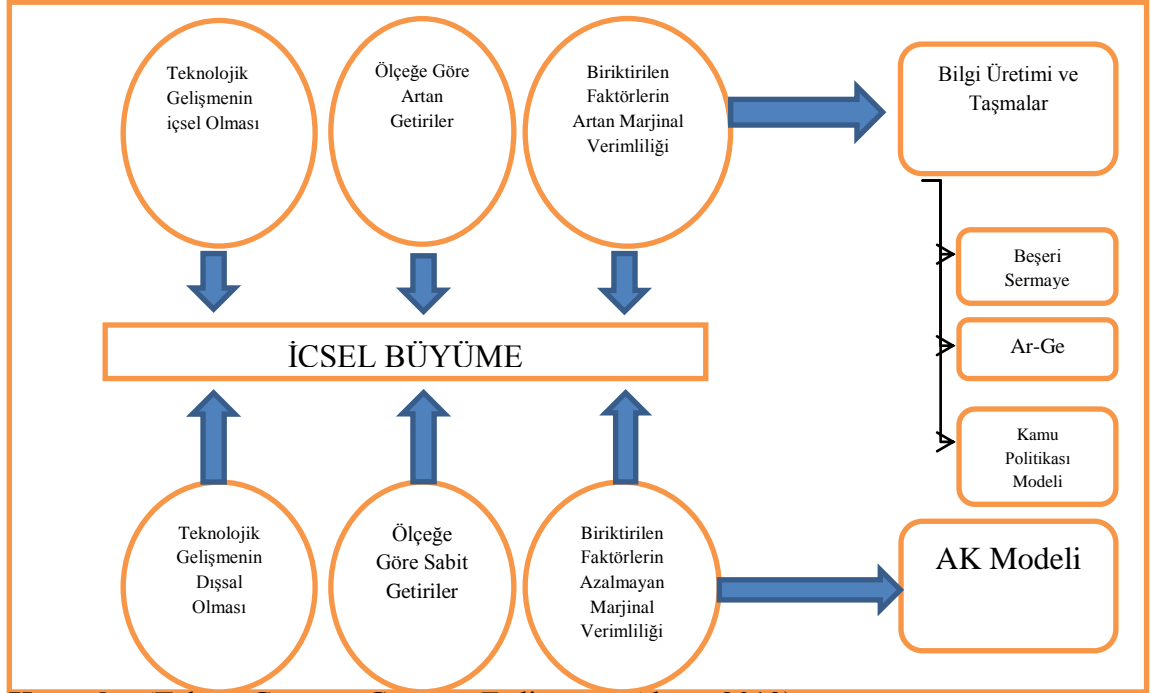 Teknolojik
Gelişmenin
içsel Olması
Ölçeğe Göre
Artan
Getiriler
Biriktirilen
Faktörlerin
Artan Marjinal
Verimliliği
Bilgi Üretimi ve
Taşmalar
Beşeri
Sermaye
Ar-Ge
Kamu
Politikası
Modeli
İCSEL BÜYÜME
Teknolojik
Gelişmenin
Dışsal
Olması
Ölçeğe
Göre Sabit
Getiriler
Biriktirilen
Faktörlerin
Azalmayan
Marjinal
Verimliliği
AK Modeli